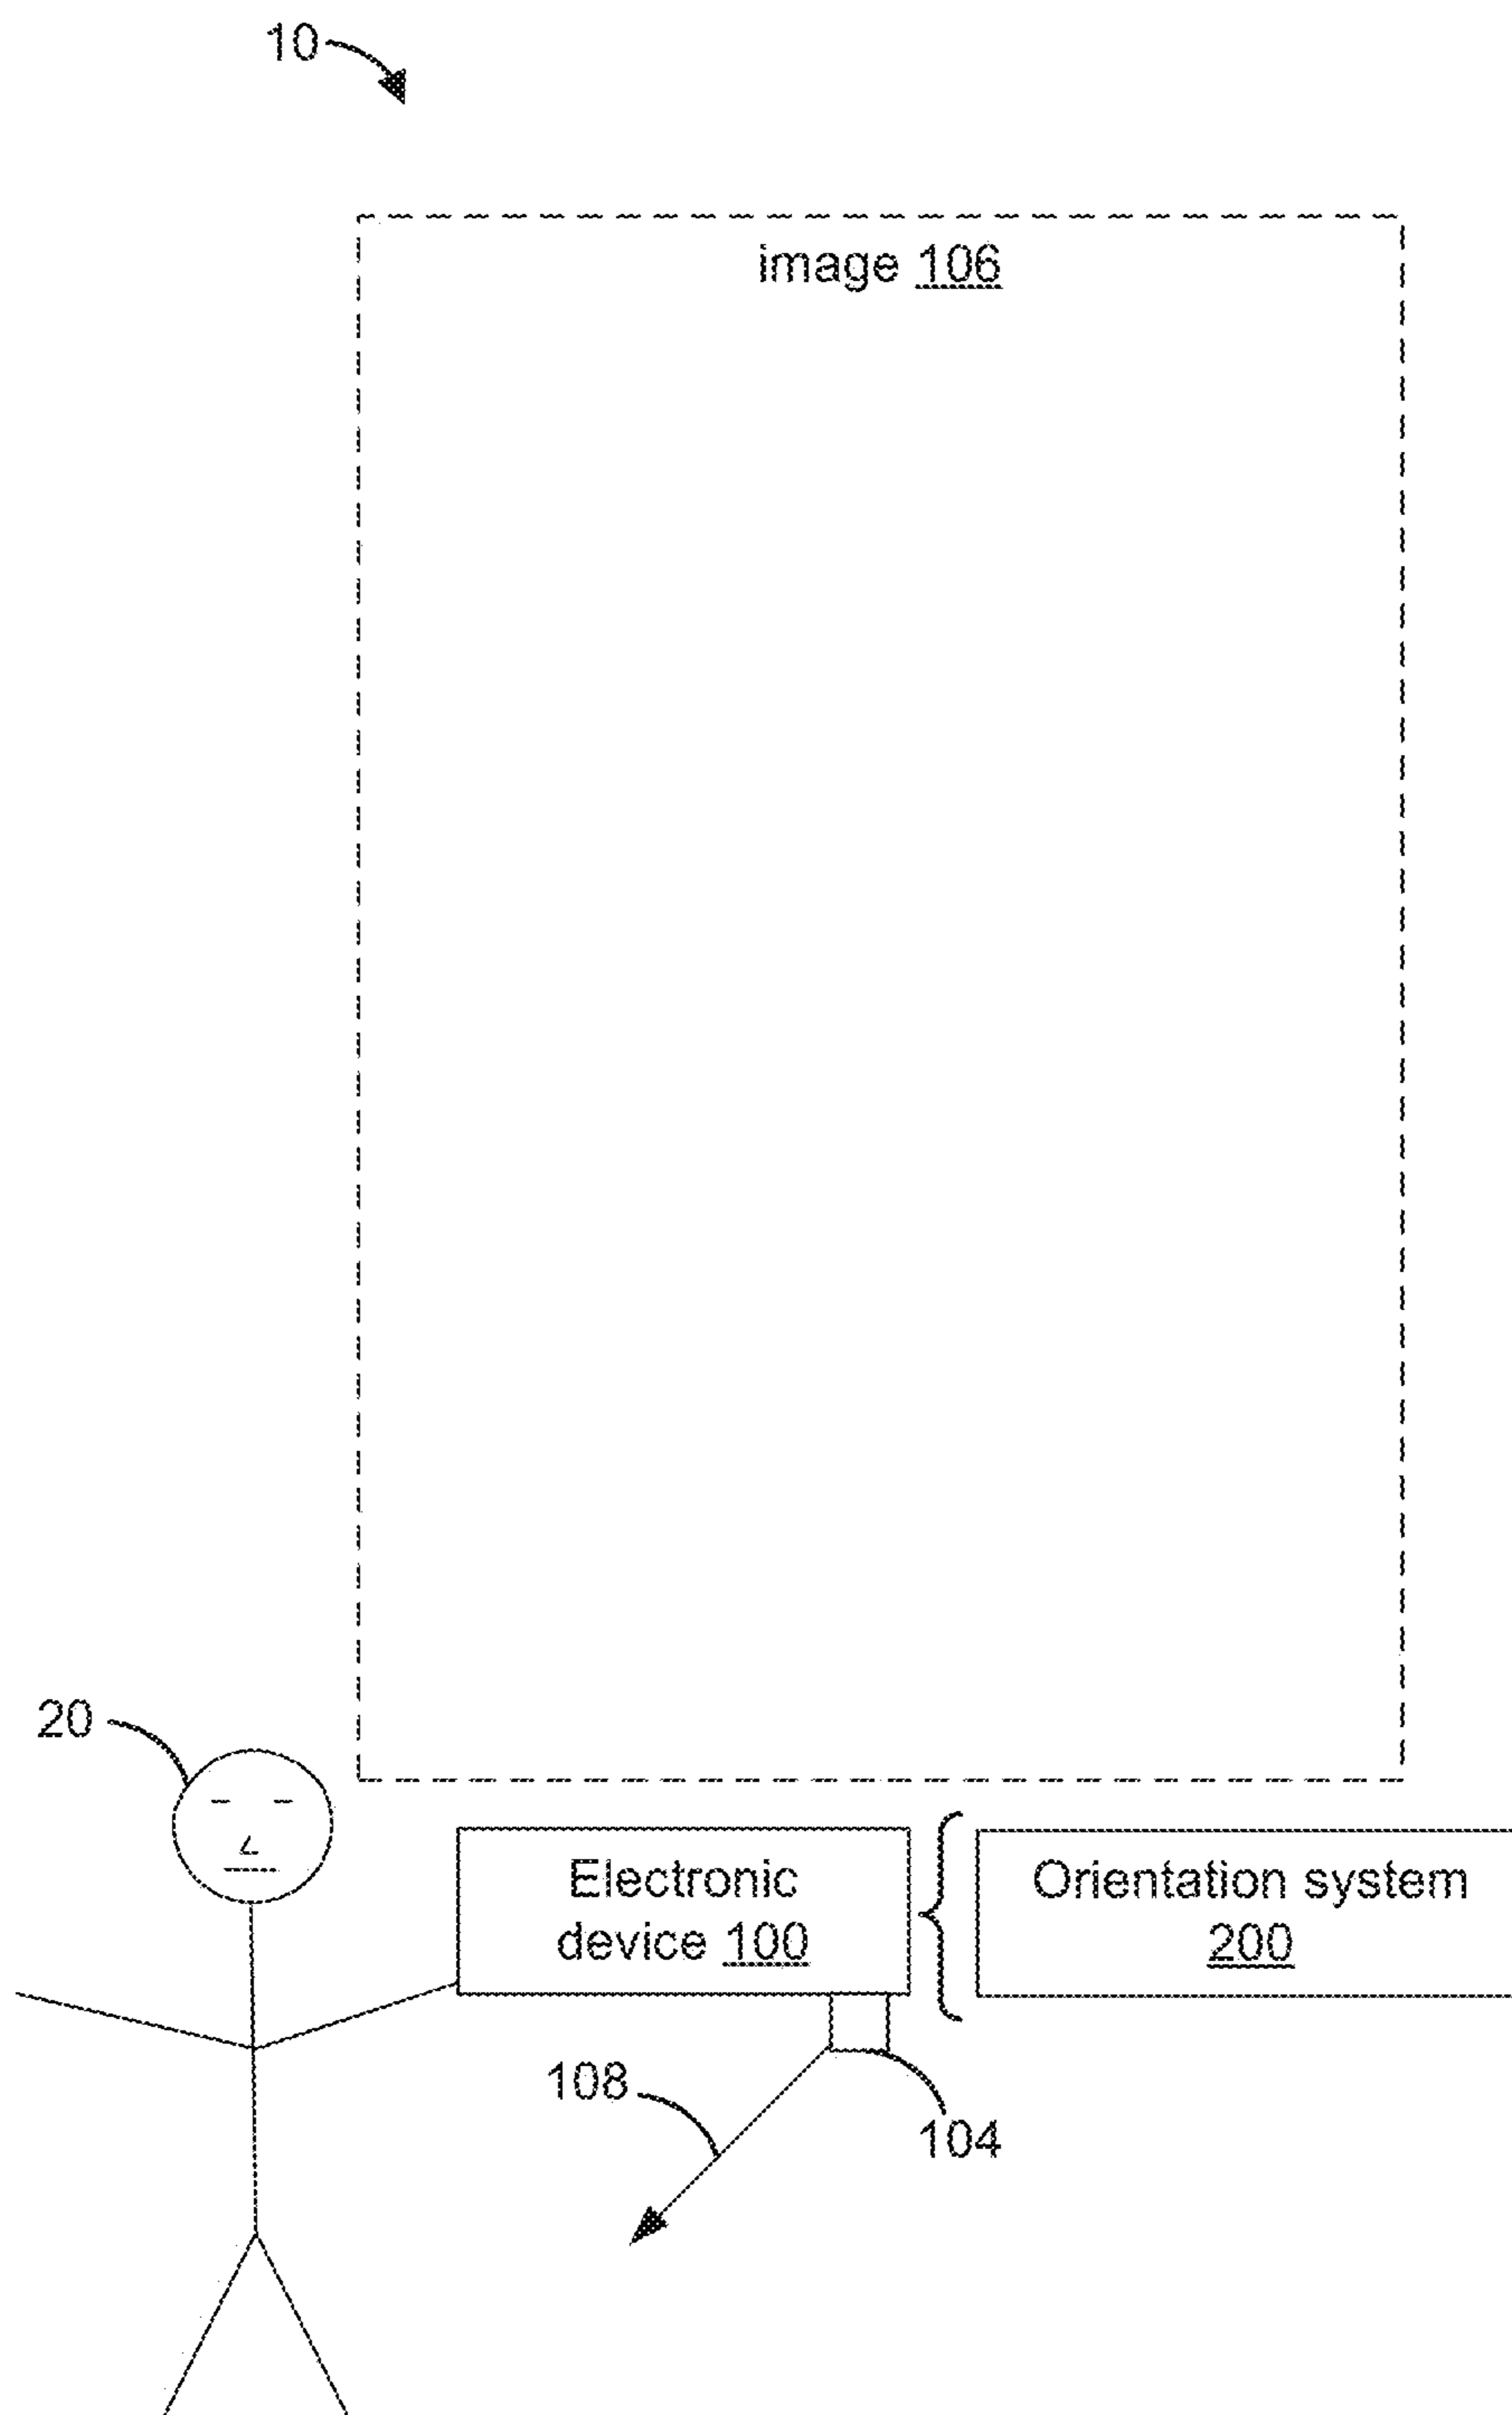 10
image 106
20
Electronic
device 100
Orientation system
200
108
104